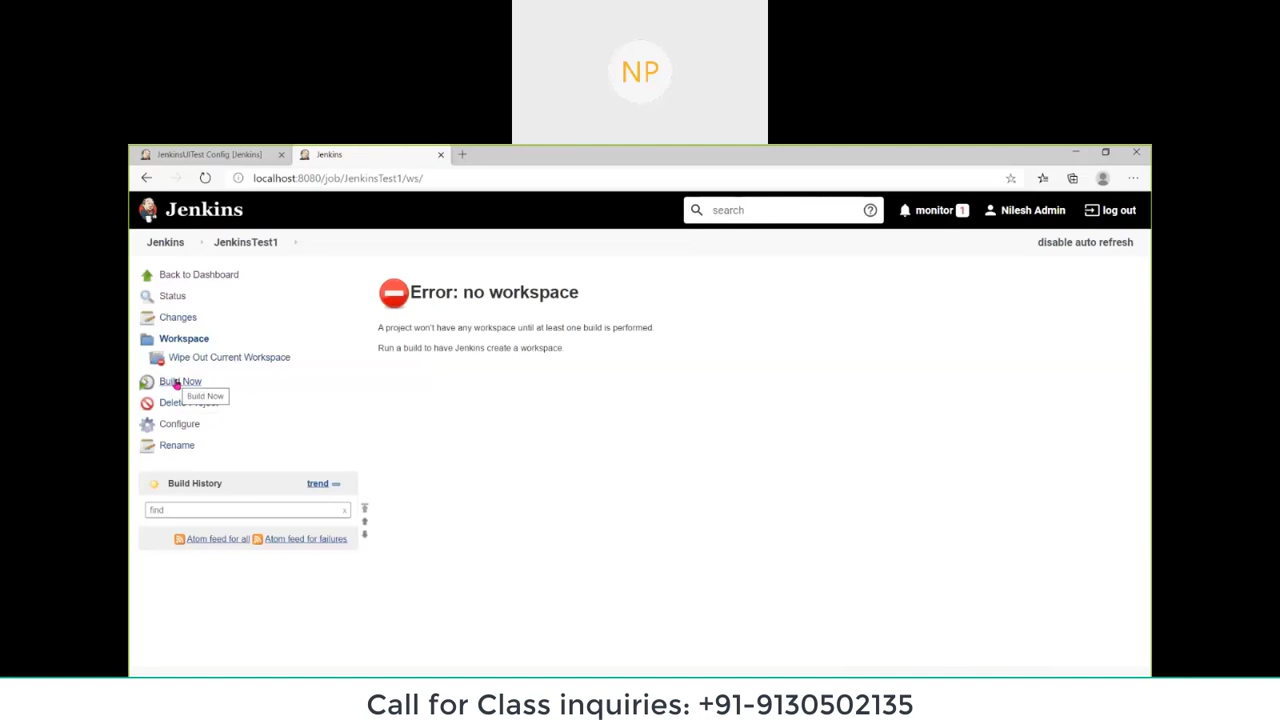 NP
JenkinsUITest Config [Jenkins]
Jenkins
localhost:8080/job/JenkinsTest1/ws/
Jenkins
search
monitor 1
Nilesh Admin
log out
Jenkins
JenkinsTest1
disable auto refresh
Back to Dashboard
Status
Changes
Workspace
Wipe Out Current Workspace
Build Now
Build Now
Delete Project
Configure
Rename
Error: no workspace
A project won't have any workspace until at least one build is performed.
Run a build to have Jenkins create a workspace.
Build History
trend
find
x
Atom feed for all
Atom feed for failures
Call for Class inquiries: +91-9130502135